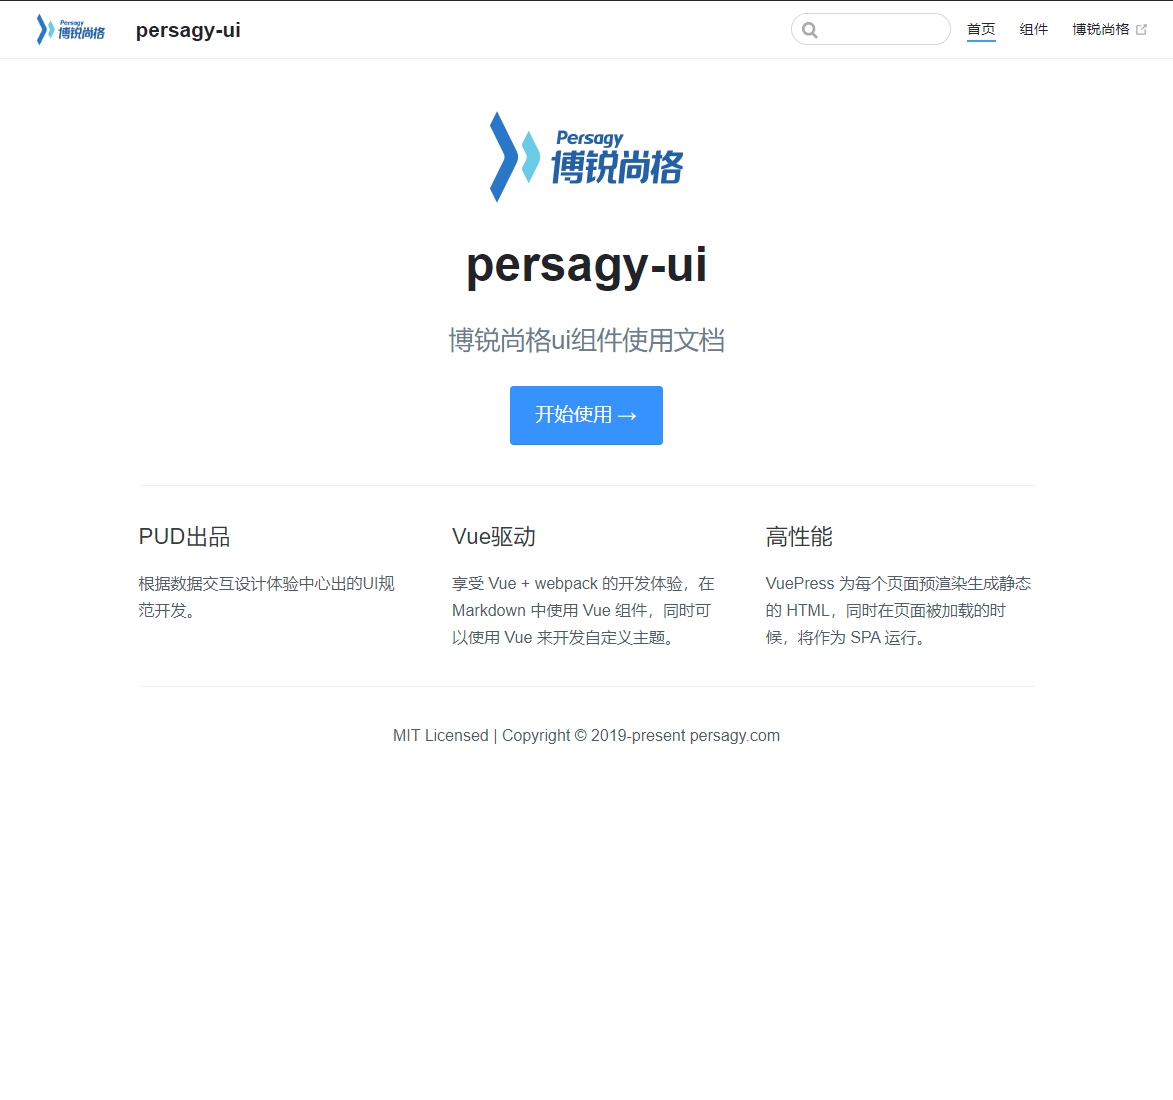 Persagy
博锐尚格
persagy-ui
首页
组件
博锐尚格
Persagy
博锐尚格
persagy-ui
博锐尚格ui组件使用文档
开始使用 →
PUD出品
根据数据交互设计体验中心出的UI规
范开发。
Vue驱动
享受 Vue + webpack 的开发体验，在
Markdown 中使用 Vue 组件，同时可
以使用 Vue 来开发自定义主题。
高性能
VuePress 为每个页面预渲染生成静态
的 HTML，同时在页面被加载的时
候，将作为 SPA 运行。
MIT Licensed | Copyright © 2019-present persagy.com